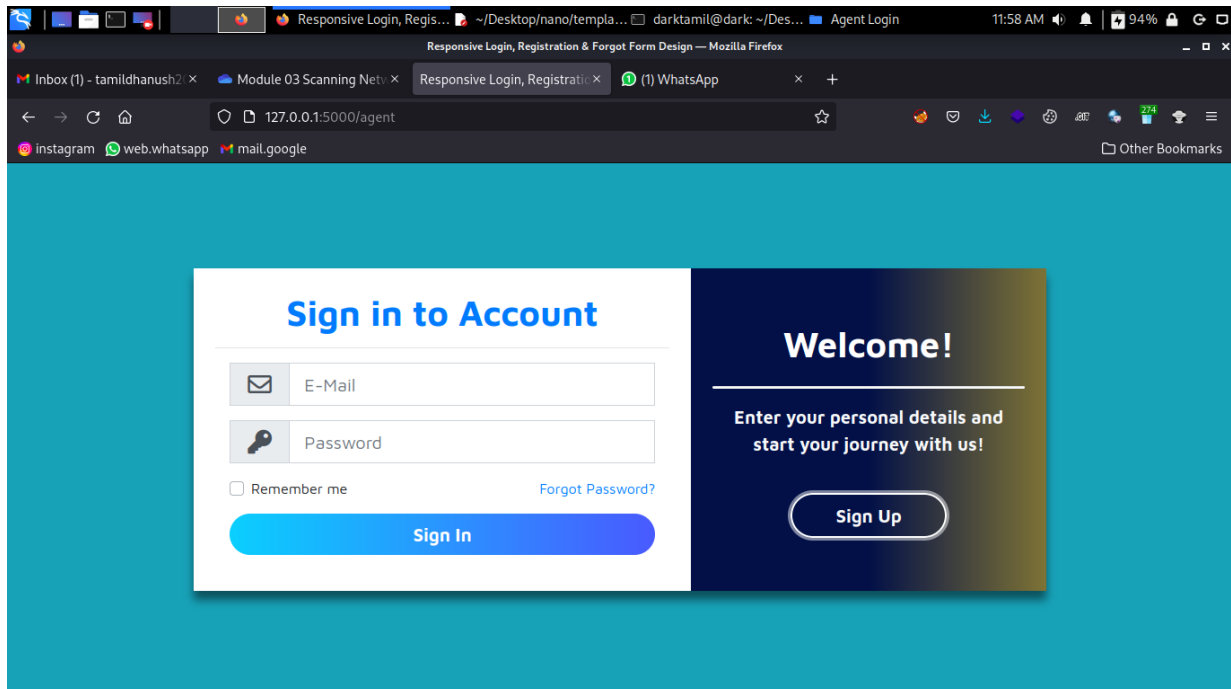 Responsive Login, Regis... ~/Desktop/nano/templa... darktamil@dark: ~/Des... Agent Login 11:58 AM 94%
Responsive Login, Registration & Forgot Form Design — Mozilla Firefox
Inbox (1) - tamildhanush2 Module 03 Scanning Netw Responsive Login, Registratio (1) WhatsApp
127.0.0.1:5000/agent 274
instagram web.whatsapp mail.google Other Bookmarks
Sign in to Account
E-Mail
Password
Remember me Forgot Password?
Sign In
Welcome!
Enter your personal details and
start your journey with us!
Sign Up